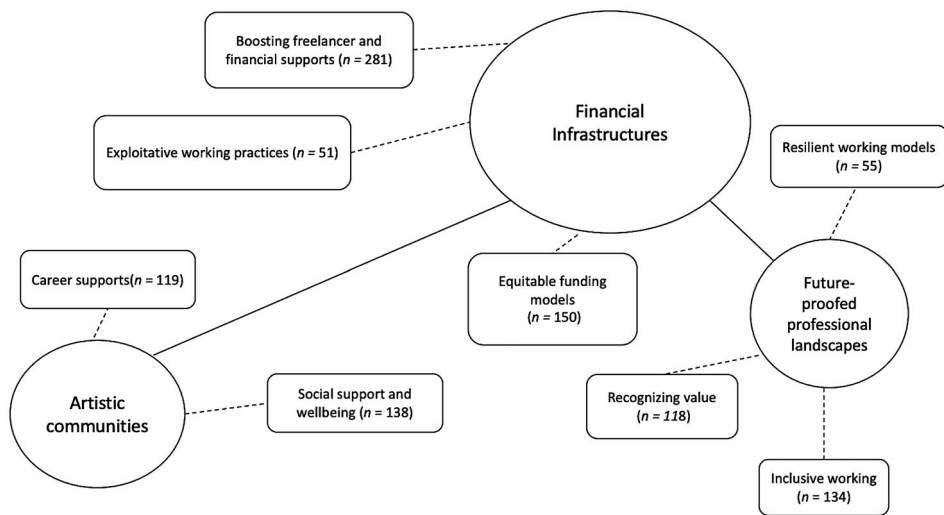 Boosting freelancer and
financial supports (n = 281)
Financial
Infrastructures
Exploitative working practices (n = 51)
Resilient working models
(n = 55)
Career supports(n = 119)
Equitable funding
models
(n = 150)
Future-
proofed
professional
landscapes
Artistic
communities
Social support and
wellbeing (n = 138)
Recognizing value
(n = 118)
Inclusive working
(n = 134)